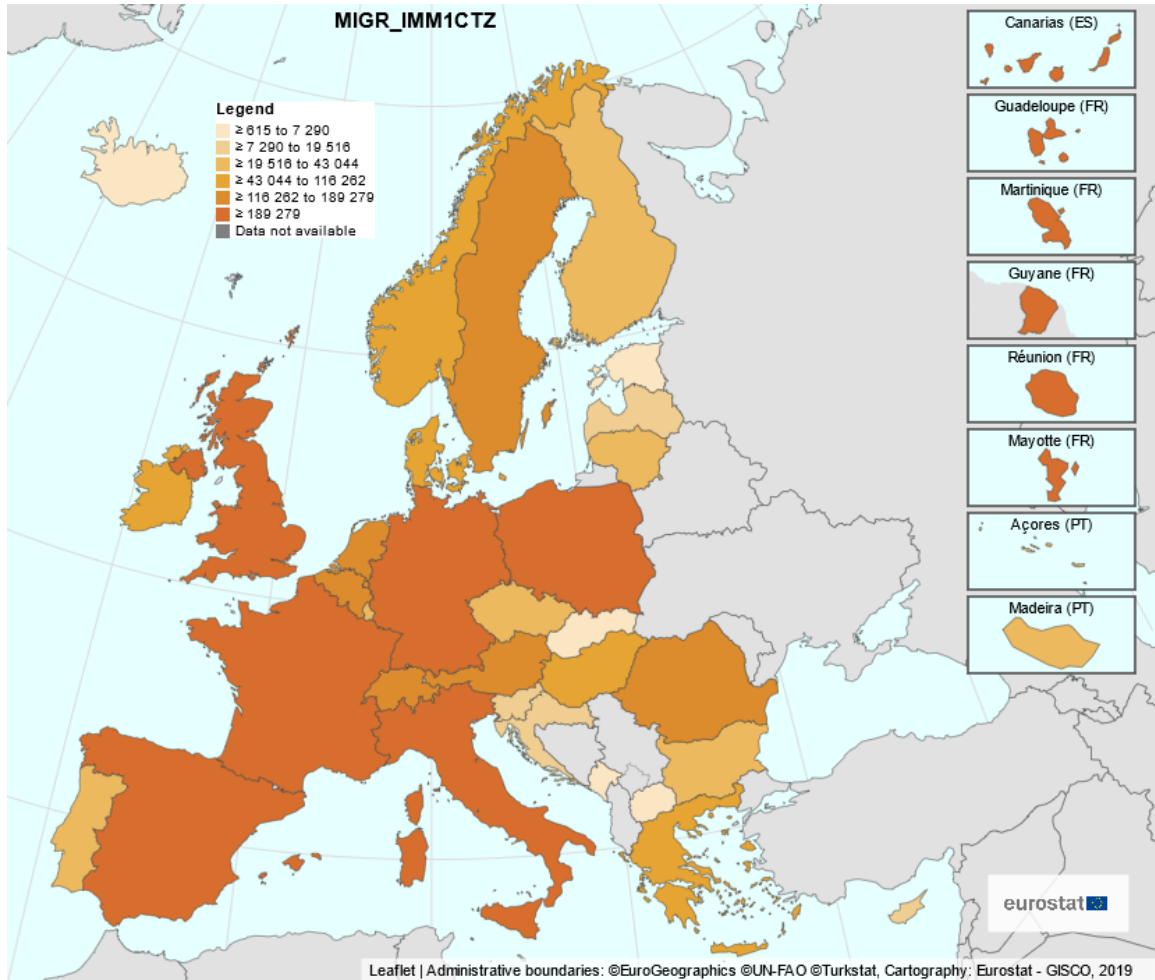 MIGR_IMM1CTZ
Legend
≥ 615 to 7 290
≥ 7 290 to 19 516
≥ 19 516 to 43 044
≥ 43 044 to 116 262
≥ 116 262 to 189 279
≥ 189 279
Data not available
Canarias (ES)
Guadeloupe (FR)
Martinique (FR)
Guyane (FR)
Réunion (FR)
Mayotte (FR)
Açores (PT)
Madeira (PT)
eurostat
Leaflet | Administrative boundaries: ©EuroGeographics ©UN-FAO ©Turkstat, Cartography: Eurostat - GISCO, 2019